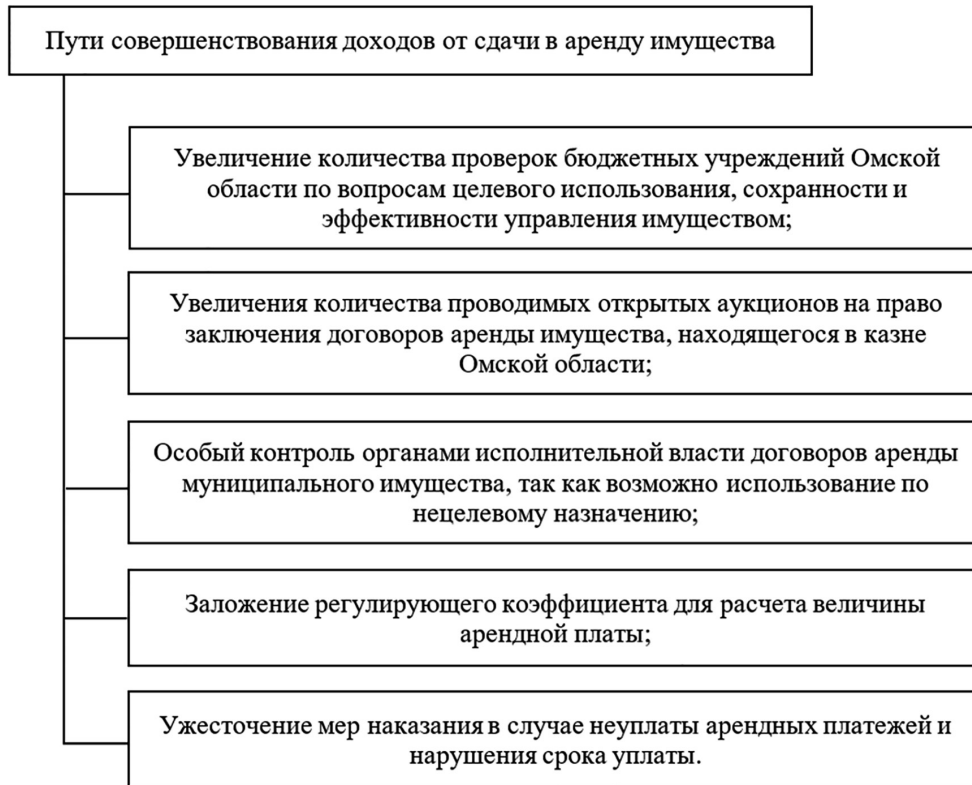 Пути совершенствования доходов от сдачи в аренду имущества
Увеличение количества проверок бюджетных учреждений Омской
области по вопросам целевого использования, сохранности и
эффективности управления имуществом;
Увеличения количества проводимых открытых аукционов на право
заключения договоров аренды имущества, находящегося в казне
Омской области;
Особый контроль органами исполнительной власти договоров аренды
муниципального имущества, так как возможно использование по
нецелевому назначению;
Заложение регулирующего коэффициента для расчета величины
арендной платы;
Ужесточение мер наказания в случае неуплаты арендных платежей и
нарушения срока уплаты.